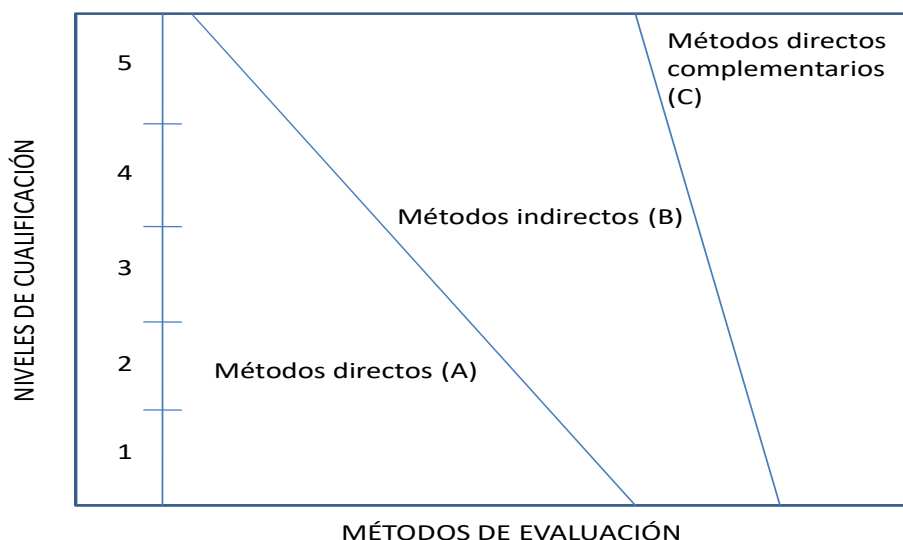 NIVELES DE CUALIFICACIÓN
5
4
3
2
1
Métodos directos
complementarios
(C)
Métodos indirectos (B)
Métodos directos (A)
MÉTODOS DE EVALUACIÓN